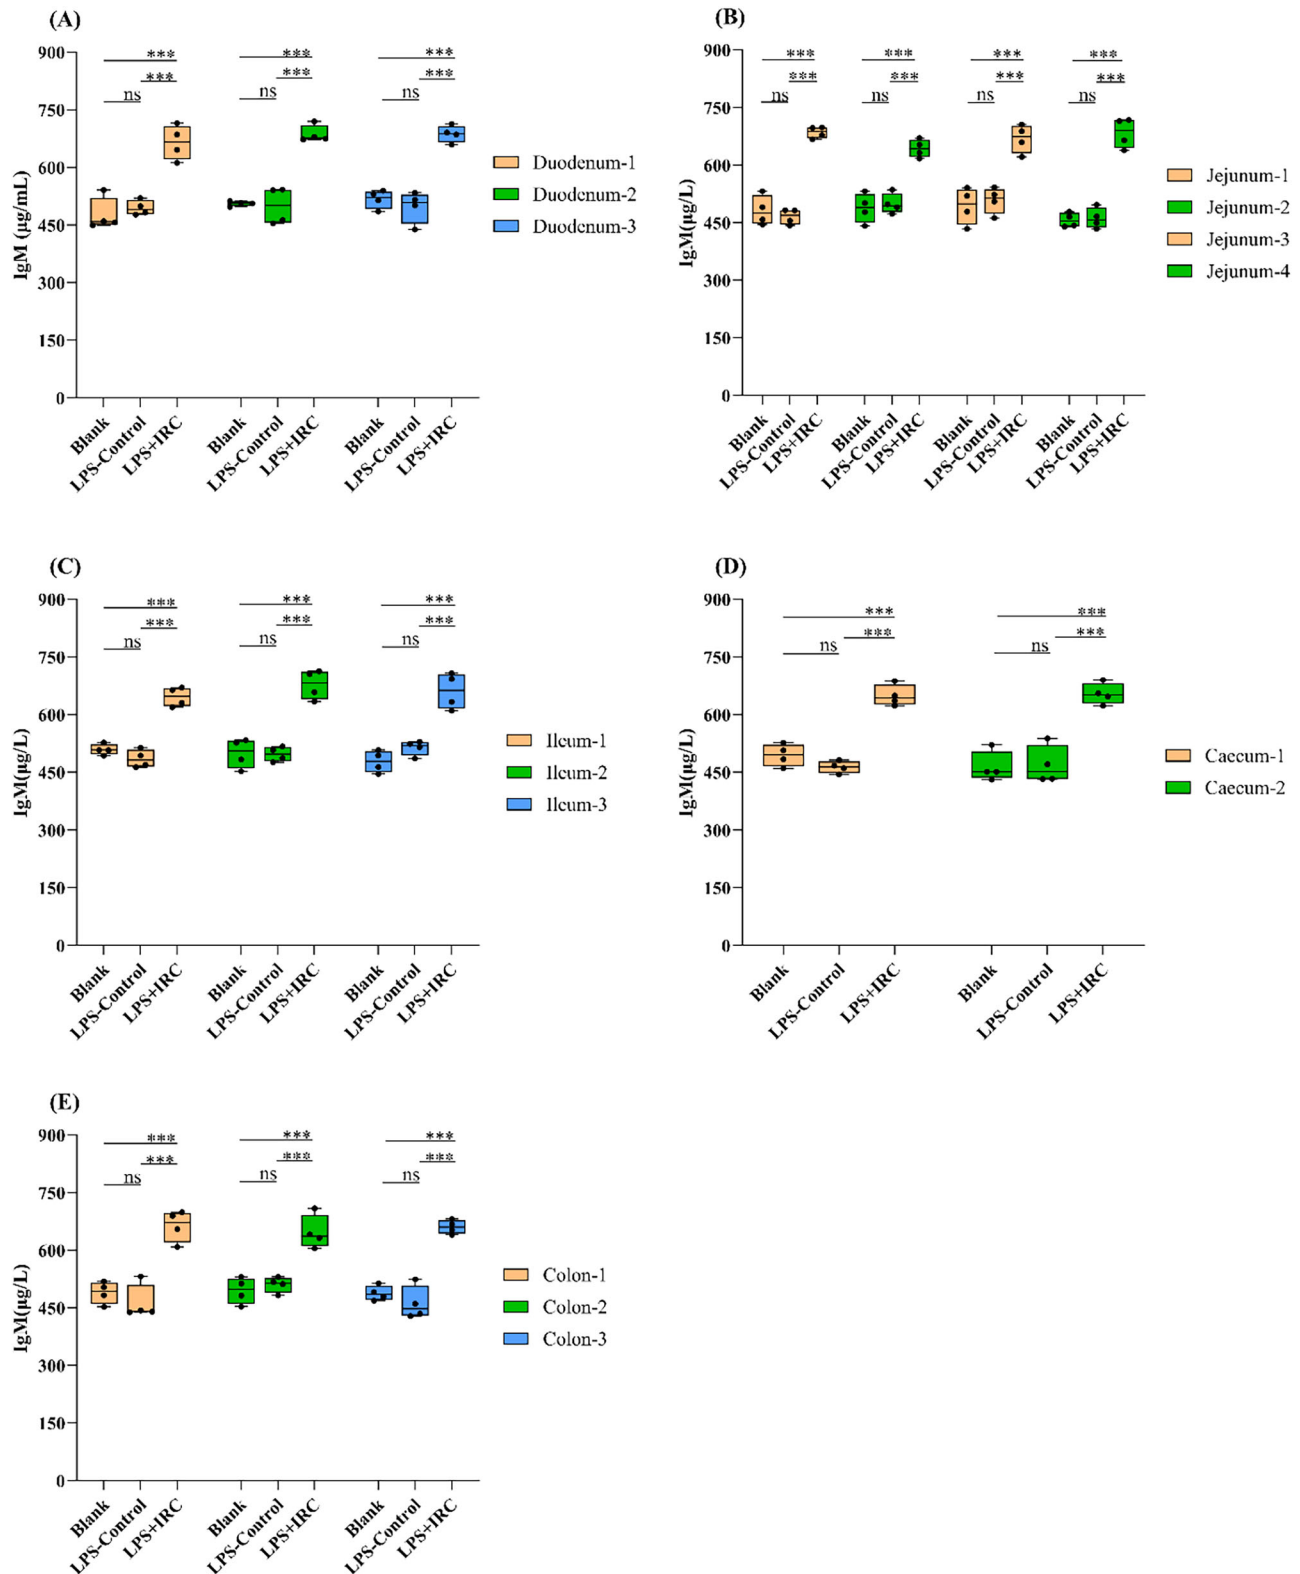 (A)
IgM (μg/mL)
900
750
600
450
300
150
0
*** *** ***
*** *** ***
ns ns ns
Blank LPS-Control LPS+IRC Blank LPS-Control LPS+IRC Blank LPS-Control LPS+IRC
Duodenum-1
Duodenum-2
Duodenum-3
(B)
IgM(μg/L)
900
750
600
450
300
150
0
*** *** *** ***
*** *** *** ***
ns ns ns ns
Blank LPS-Control LPS+IRC Blank LPS-Control LPS+IRC Blank LPS-Control LPS+IRC Blank LPS-Control LPS+IRC
Jejunum-1
Jejunum-2
Jejunum-3
Jejunum-4
(C)
IgM(μg/L)
900
750
600
450
300
150
0
*** *** ***
*** *** ***
ns ns ns
Blank LPS-Control LPS+IRC Blank LPS-Control LPS+IRC Blank LPS-Control LPS+IRC
Ileum-1
Ileum-2
Ileum-3
(D)
IgM(μg/L)
900
750
600
450
300
150
0
*** ***
*** ***
ns ns
Blank LPS-Control LPS+IRC Blank LPS-Control LPS+IRC
Caecum-1
Caecum-2
(E)
IgM(μg/L)
900
750
600
450
300
150
0
*** *** ***
*** *** ***
ns ns ns
Blank LPS-Control LPS+IRC Blank LPS-Control LPS+IRC Blank LPS-Control LPS+IRC
Colon-1
Colon-2
Colon-3